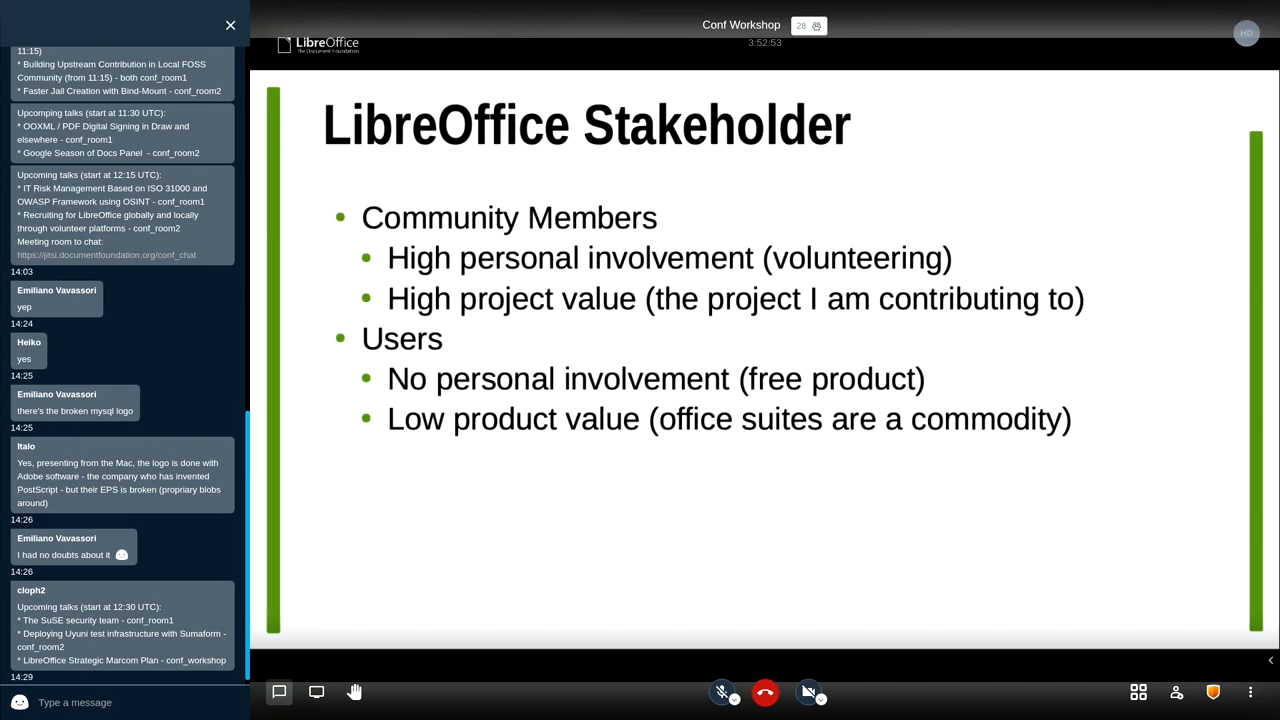 11:15)
* Building Upstream Contribution in Local FOSS
Community (from 11:15) - both conf_room1
* Faster Jail Creation with Bind-Mount - conf_room2
Upcomping talks (start at 11:30 UTC):
* OOXML / PDF Digital Signing in Draw and
elsewhere - conf_room1
* Google Season of Docs Panel  - conf_room2
Upcoming talks (start at 12:15 UTC):
* IT Risk Management Based on ISO 31000 and
OWASP Framework using OSINT - conf_room1
* Recruiting for LibreOffice globally and locally
through volunteer platforms - conf_room2
Meeting room to chat:
https://jitsi.documentfoundation.org/conf_chat
14:03
Emiliano Vavassori
yep
14:24
Heiko
yes
14:25
Emiliano Vavassori
there's the broken mysql logo
14:25
Italo
Yes, presenting from the Mac, the logo is done with
Adobe software - the company who has invented
PostScript - but their EPS is broken (propriary blobs
around)
14:26
Emiliano Vavassori
I had no doubts about it
14:26
cloph2
Upcoming talks (start at 12:30 UTC):
* The SuSE security team - conf_room1
* Deploying Uyuni test infrastructure with Sumaform -
conf_room2
* LibreOffice Strategic Marcom Plan - conf_workshop
14:29
Type a message
Conf Workshop 28
3:52:53
HD
LibreOffice
The Document Foundation
LibreOffice Stakeholder
• Community Members
• High personal involvement (volunteering)
• High project value (the project I am contributing to)
• Users
• No personal involvement (free product)
• Low product value (office suites are a commodity)